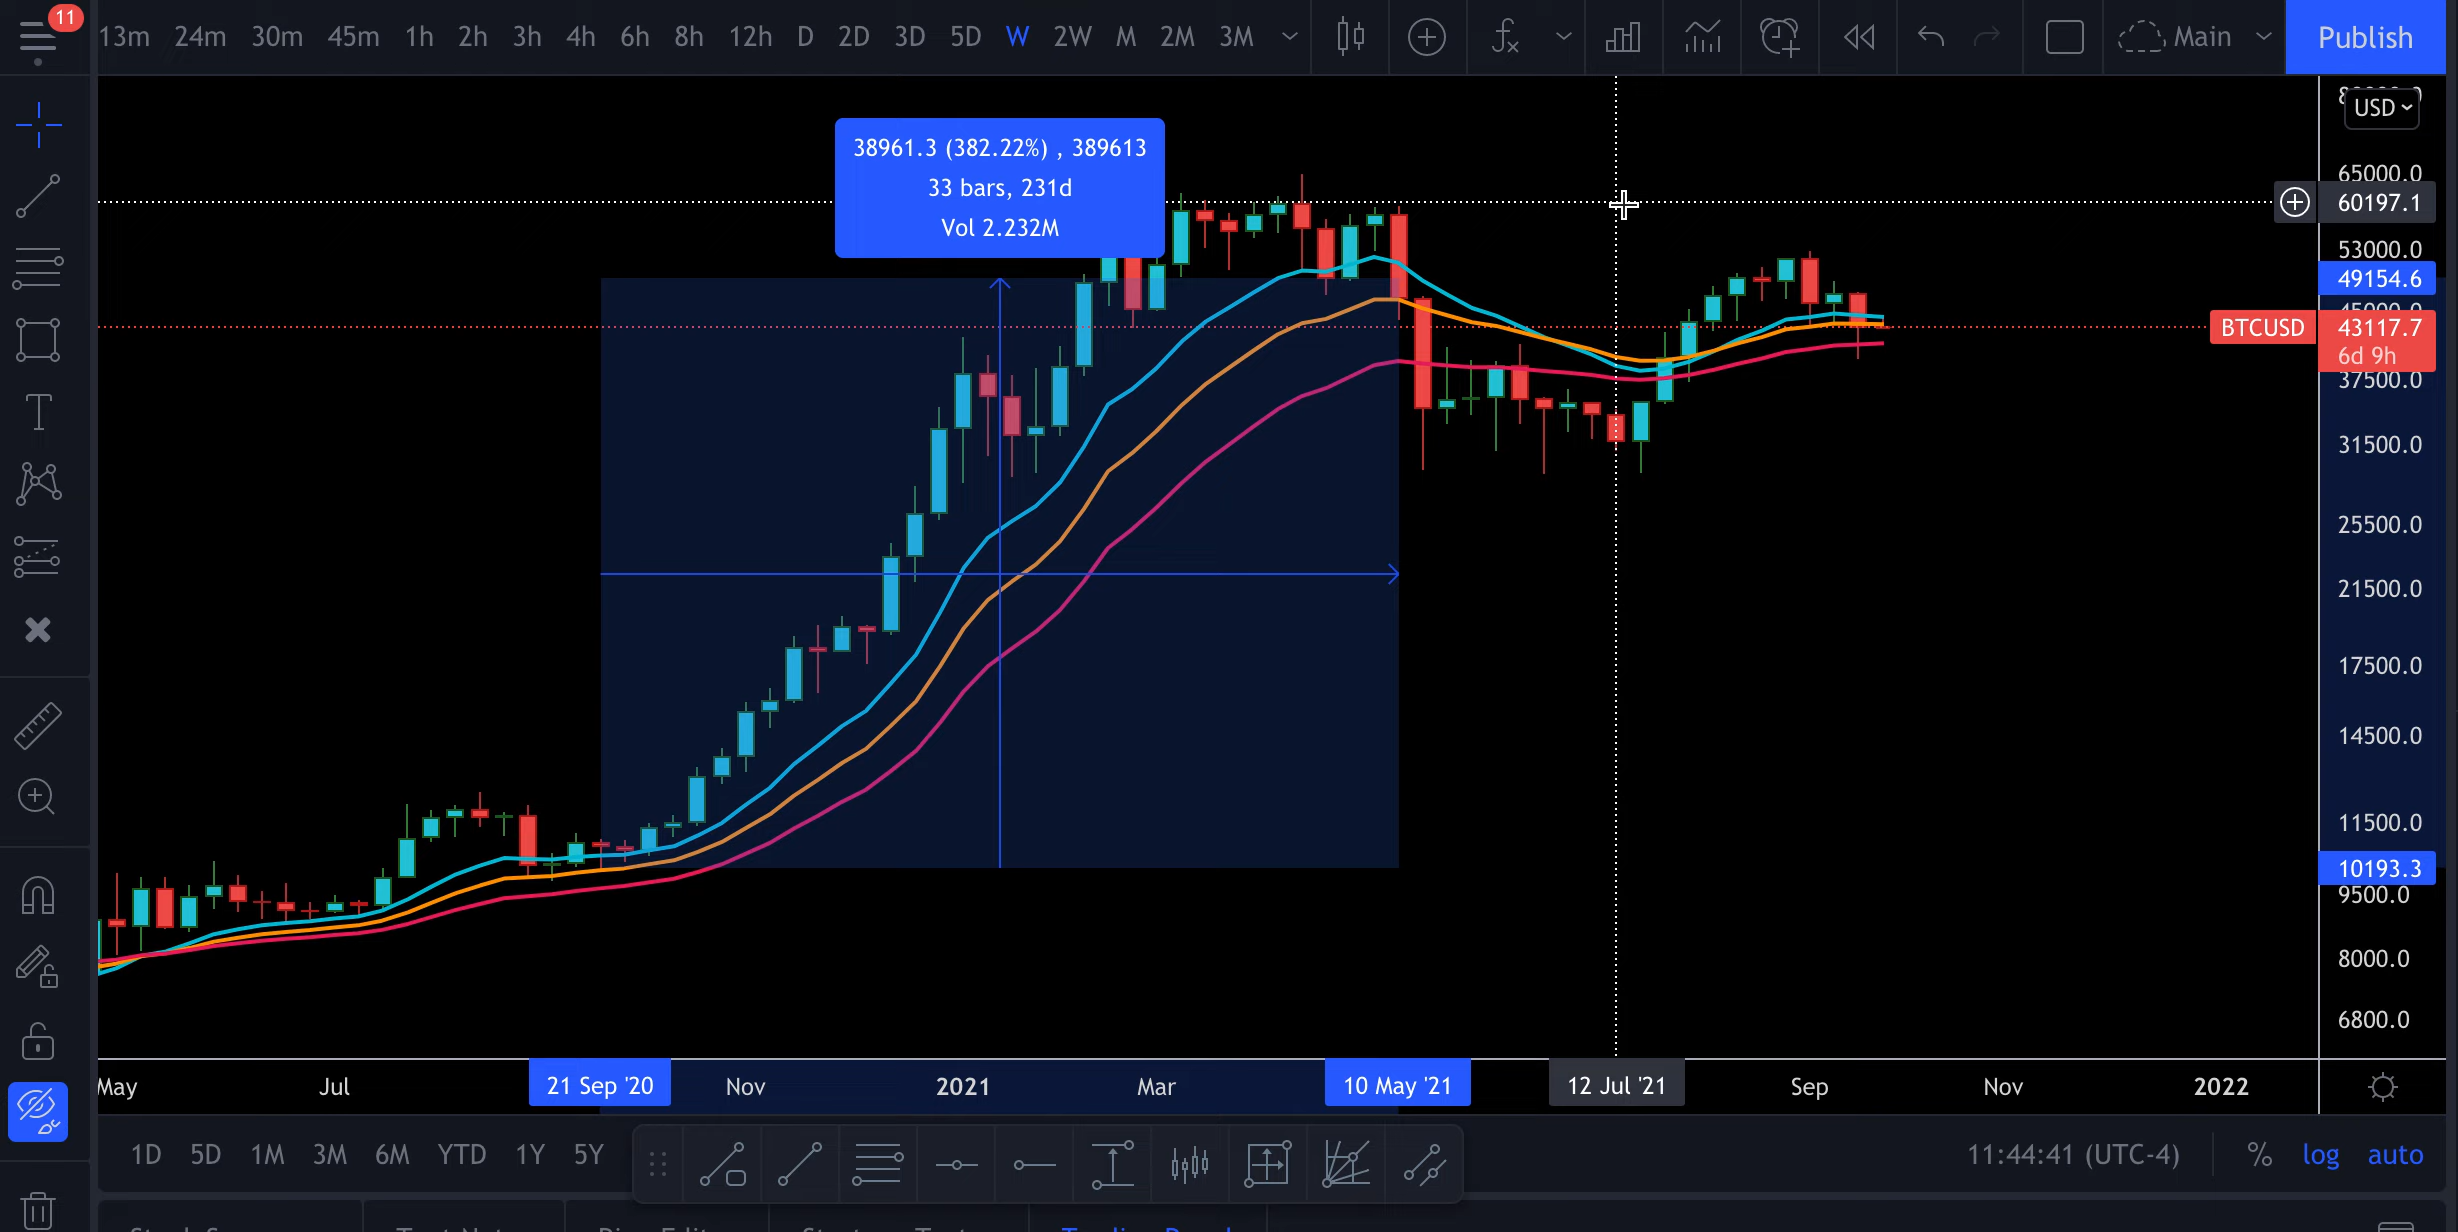 11
13m 24m 30m 45m 1h 2h 3h 4h 6h 8h 12h D 2D 3D 5D W 2W M 2M 3M
Main
Publish
USD
38961.3 (382.22%) , 389613
33 bars, 231d
Vol 2.232M
65000.0
60197.1
53000.0
49154.6
45000.0
BTCUSD 43117.7
6d 9h
37500.0
31500.0
25500.0
21500.0
17500.0
14500.0
11500.0
10193.3
9500.0
8000.0
6800.0
May Jul 21 Sep '20 Nov 2021 Mar 10 May '21 12 Jul '21 Sep Nov 2022
1D 5D 1M 3M 6M YTD 1Y 5Y
11:44:41 (UTC-4) % log auto